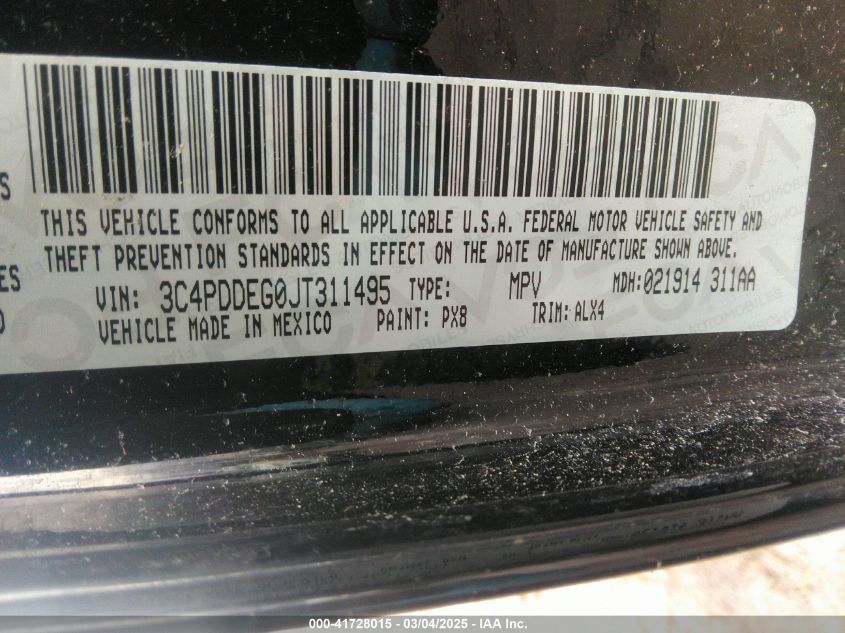 S
THIS VEHICLE CONFORMS TO ALL APPLICABLE U.S.A. FEDERAL MOTOR VEHICLE SAFETY AND
THEFT PREVENTION STANDARDS IN EFFECT ON THE DATE OF MANUFACTURE SHOWN ABOVE.
ES VIN: 3C4PDDEG0JT311495 TYPE: MPV MDH:021914 311AA
VEHICLE MADE IN MEXICO PAINT: PX8 TRIM:ALX4
000-41728015 - 03/04/2025 - IAA Inc.